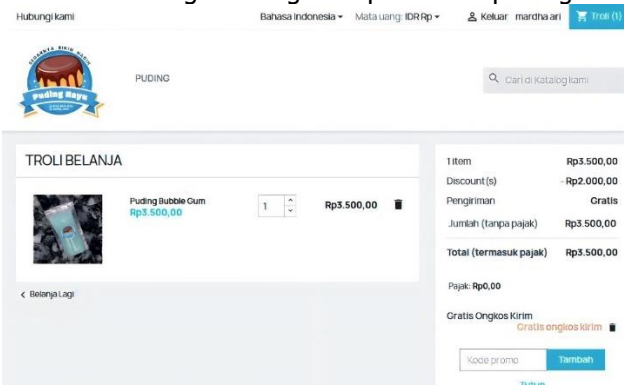 Hubungi kami
Bahasa Indonesia
Mata uang: IDR Rp
Keluar mardha ari
Troli (1)
Puding Rayu
PUDING
Cari di Katalog kami
TROLI BELANJA
Puding Bubble Gum
Rp3.500,00
1
Rp3.500,00
Belanja Lagi
1 item Rp3.500,00
Discount(s) -Rp2.000,00
Pengiriman Gratis
Jumlah (tanpa pajak) Rp3.500,00
Total (termasuk pajak) Rp3.500,00
Pajak: Rp0,00
Gratis Ongkos Kirim
Gratis ongkos kirim
Kode promo
Tambah